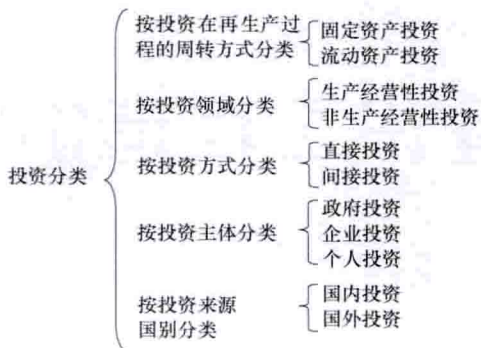 投资分类
按投资在再生产过
程的周转方式分类
固定资产投资
流动资产投资
按投资领域分类
生产经营性投资
非生产经营性投资
按投资方式分类
直接投资
间接投资
按投资主体分类
政府投资
企业投资
个人投资
按投资来源
国别分类
国内投资
国外投资